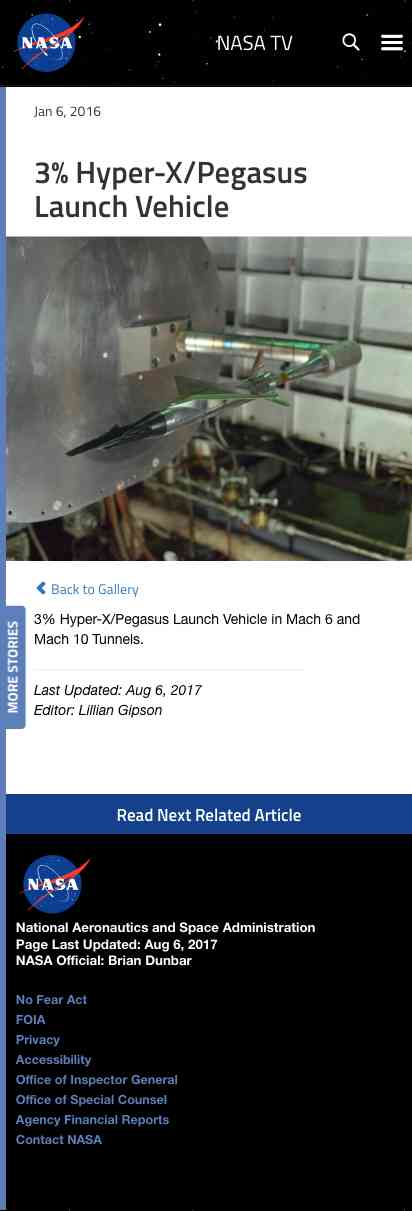 NASA
NASA TV
Jan 6, 2016
3% Hyper-X/Pegasus
Launch Vehicle
Back to Gallery
3% Hyper-X/Pegasus Launch Vehicle in Mach 6 and
Mach 10 Tunnels.
MORE STORIES
Last Updated: Aug 6, 2017
Editor: Lillian Gipson
Read Next Related Article
NASA
National Aeronautics and Space Administration
Page Last Updated: Aug 6, 2017
NASA Official: Brian Dunbar
No Fear Act
FOIA
Privacy
Accessibility
Office of Inspector General
Office of Special Counsel
Agency Financial Reports
Contact NASA